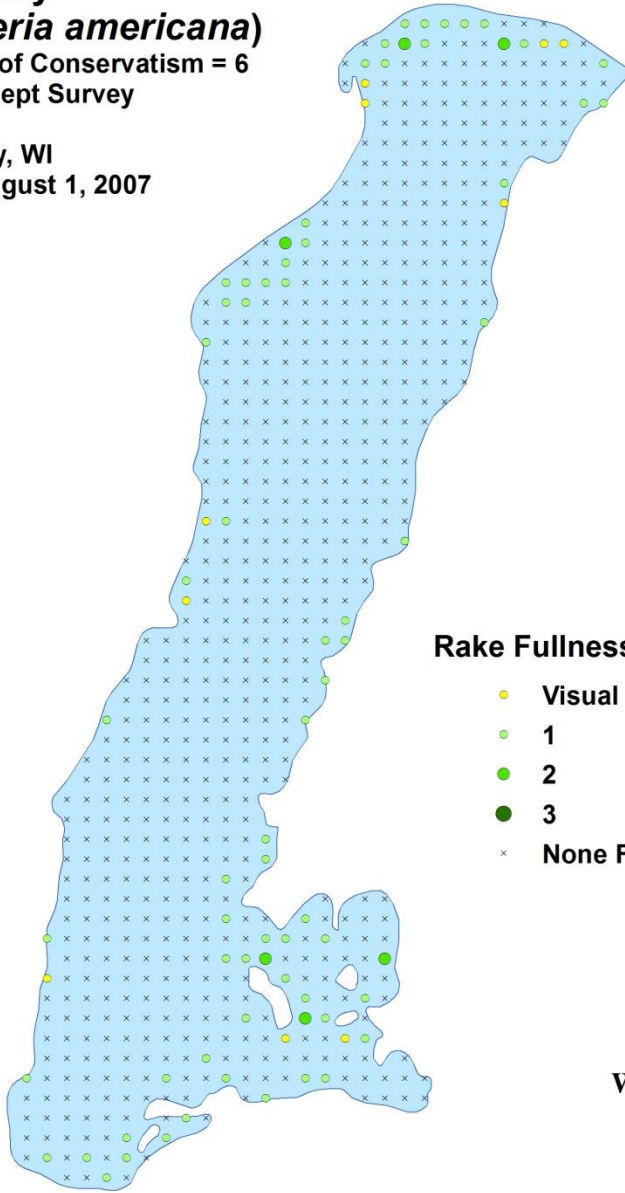 eria americana)
of Conservatism = 6
ept Survey
y, WI
gust 1, 2007
Rake Fullness
Visual
1
2
3
None F
W